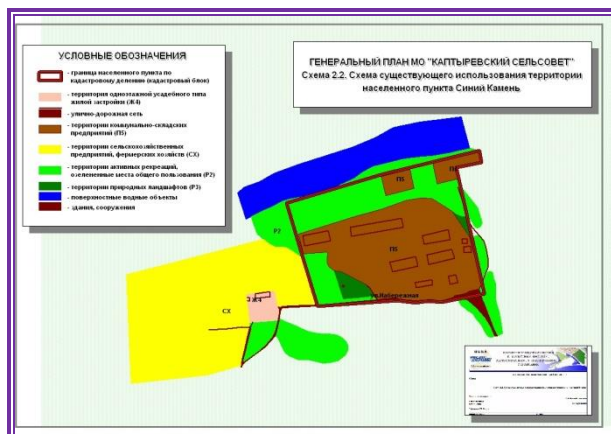 УСЛОВНЫЕ ОБОЗНАЧЕНИЯ
- граница населенного пункта по
кадастровому делению (кадастровый блок)
- территория одноэтажной усадебного типа
жилой застройки (Ж4)
- улично-дорожная сеть
- территории коммунально-складских
предприятий (П5)
- территории сельскохозяйственных
предприятий, фермерских хозяйств (СХ)
- территории активных рекреаций,
озелененные места общего пользования (Р2)
- территории природных ландшафтов (Р3)
- поверхностные водные объекты
- здания, сооружения
ГЕНЕРАЛЬНЫЙ ПЛАН МО "КАПТЫРЕВСКИЙ СЕЛЬСОВЕТ"
Схема 2.2. Схема существующего использования территории
населенного пункта Синий Камень
П5
Р2
П5
Ж4
СХ